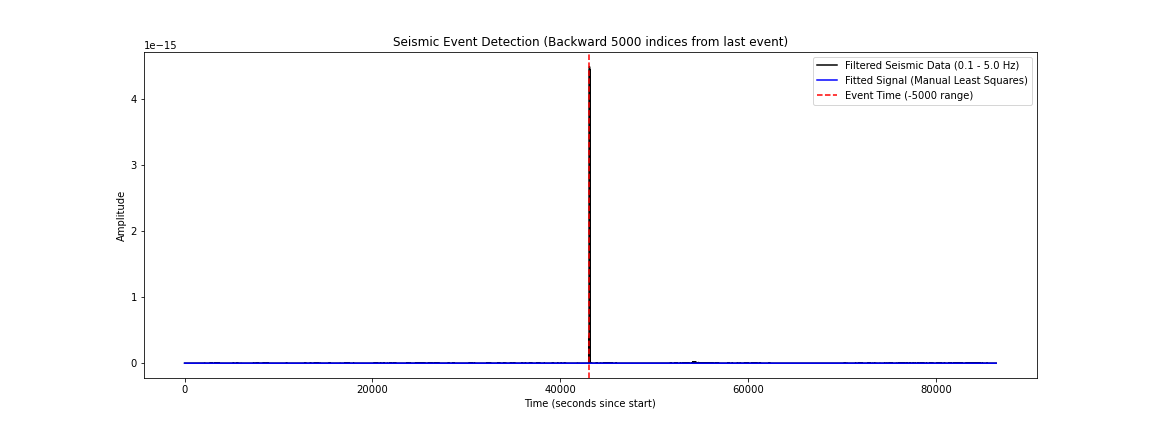 Seismic Event Detection (Backward 5000 indices from last event)
1e−15
Filtered Seismic Data (0.1 - 5.0 Hz)
Fitted Signal (Manual Least Squares)
Event Time (-5000 range)
4
3
2
1
0
Amplitude
0 20000 40000 60000 80000
Time (seconds since start)